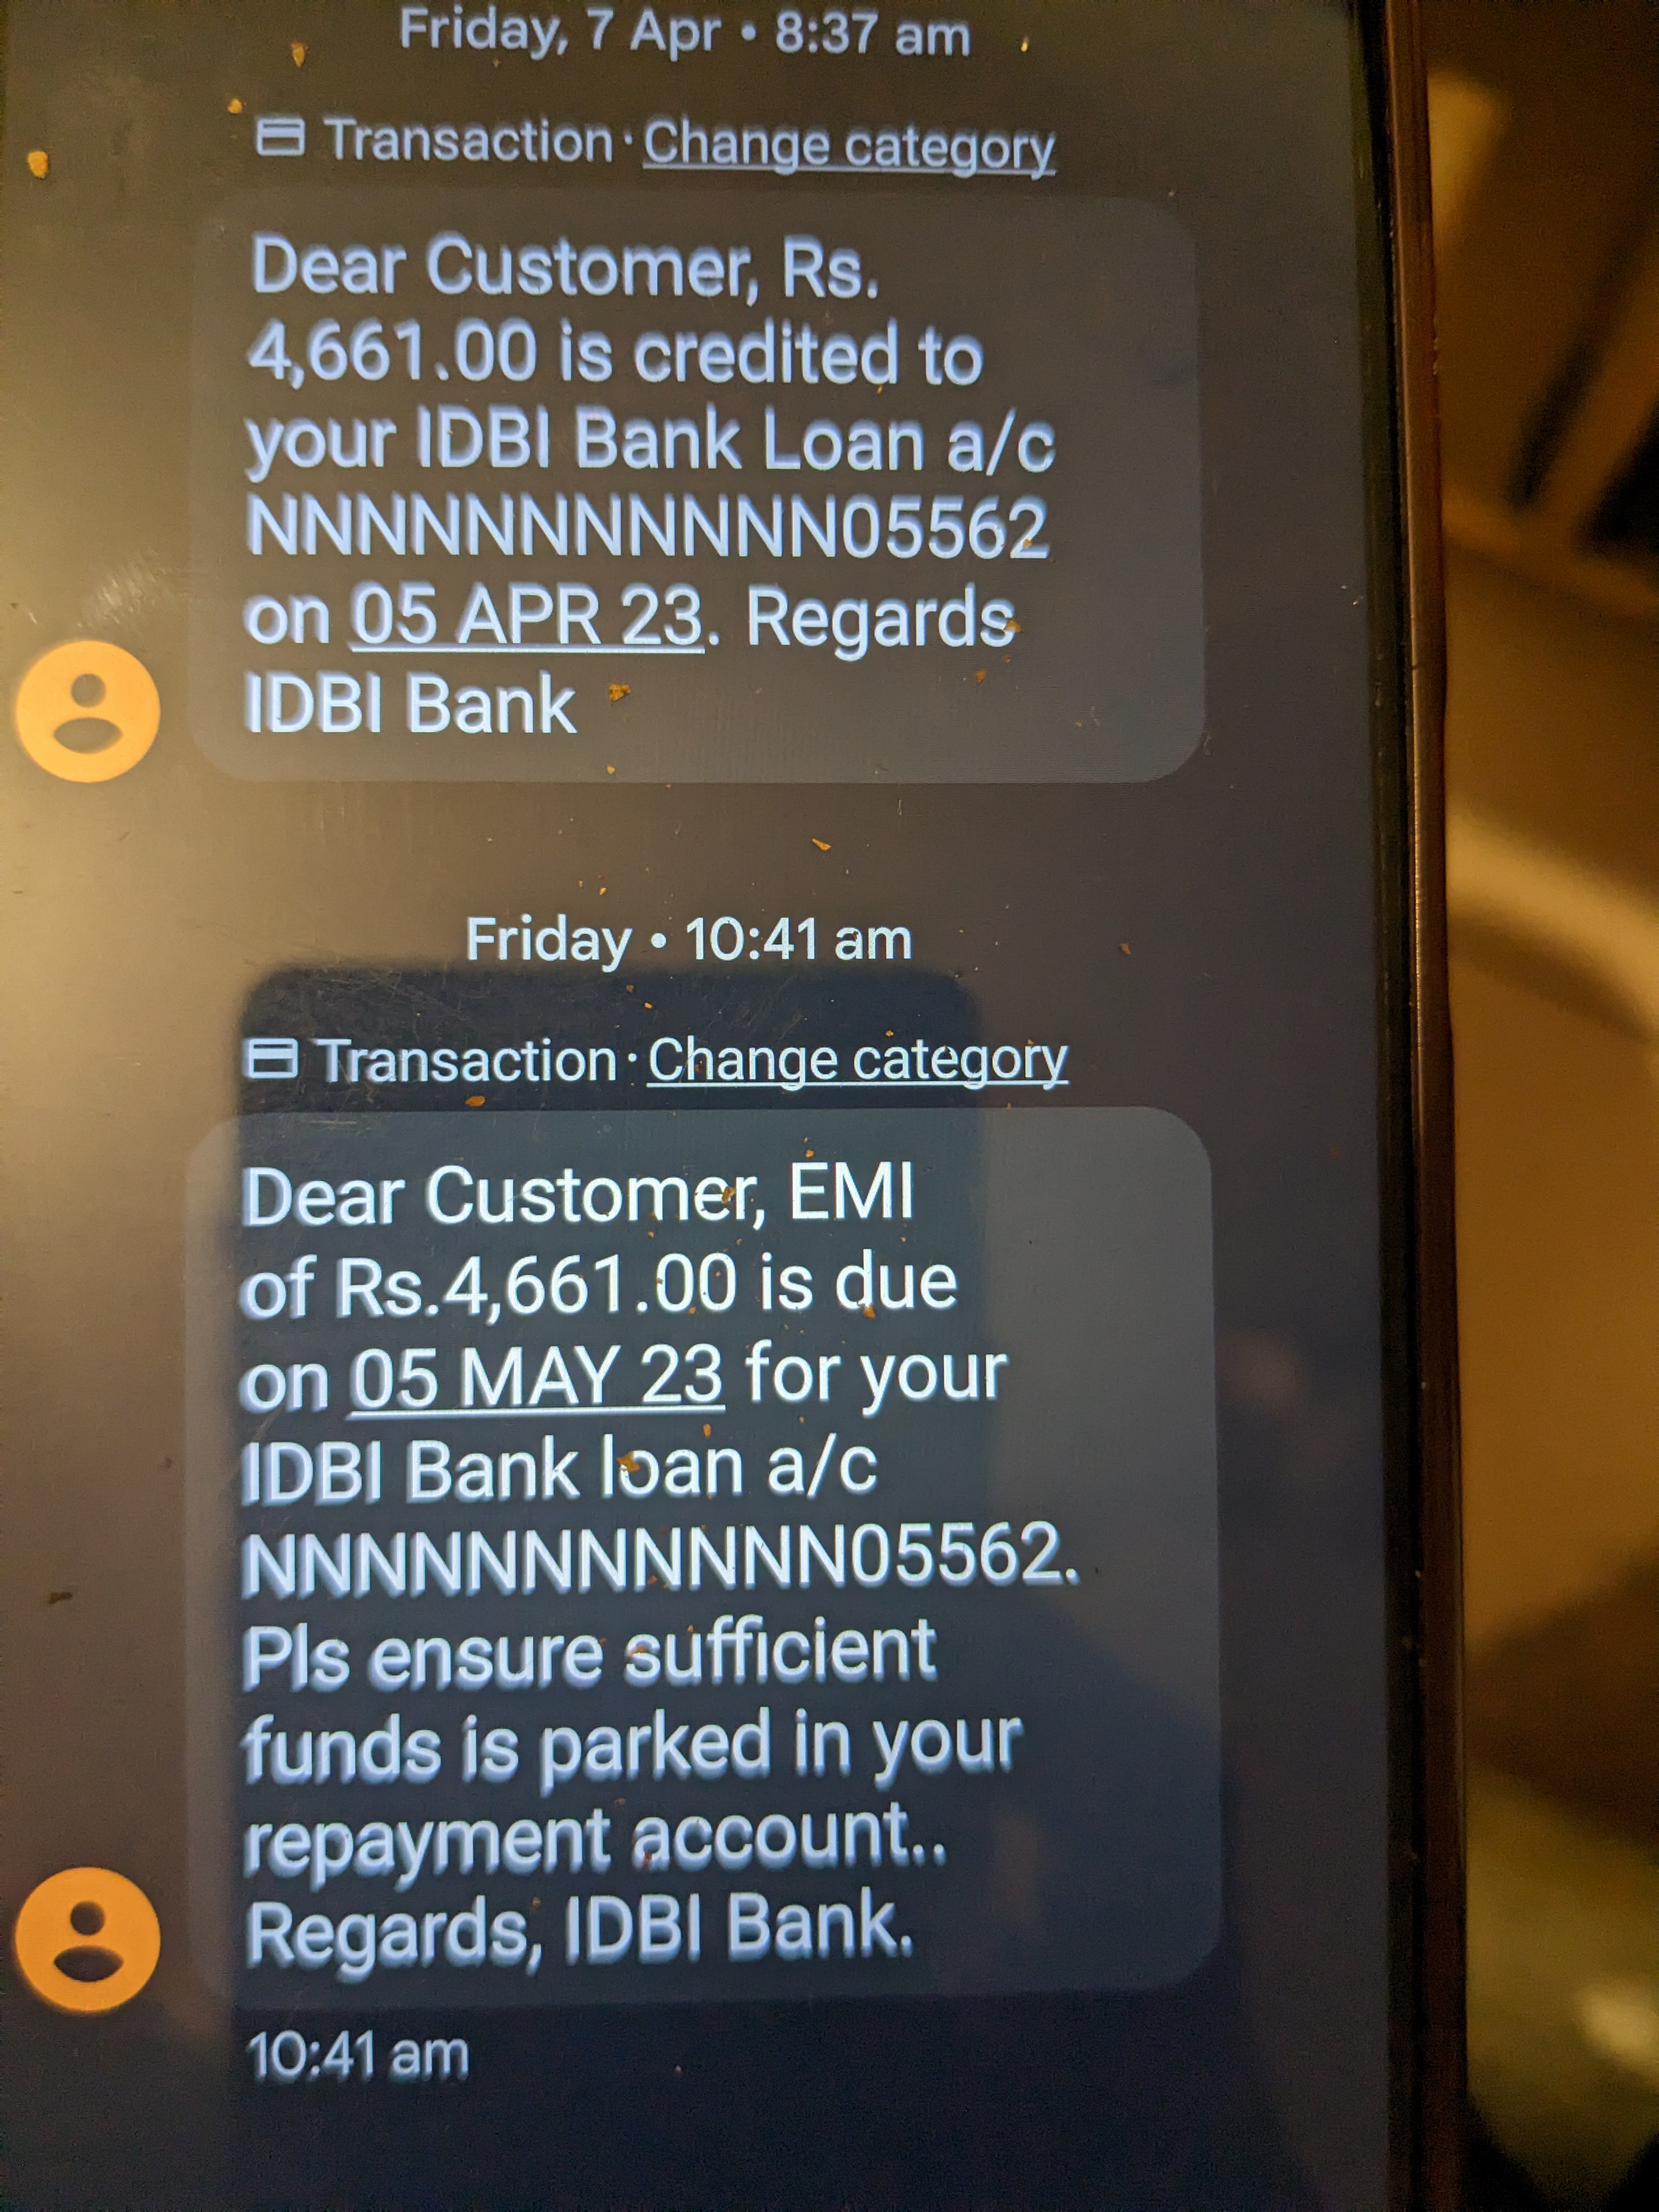 Friday, 7 Apr • 8:37 am
Transaction · Change category
Dear Customer, Rs.
4,661.00 is credited to
your IDBI Bank Loan a/c
NNNNNNNNNNN05562
on 05 APR 23. Regards
IDBI Bank
Friday • 10:41 am
Transaction · Change category
Dear Customer, EMI
of Rs.4,661.00 is due
on 05 MAY 23 for your
IDBI Bank loan a/c
NNNNNNNNNNN05562.
Pls ensure sufficient
funds is parked in your
repayment account..
Regards, IDBI Bank.
10:41 am